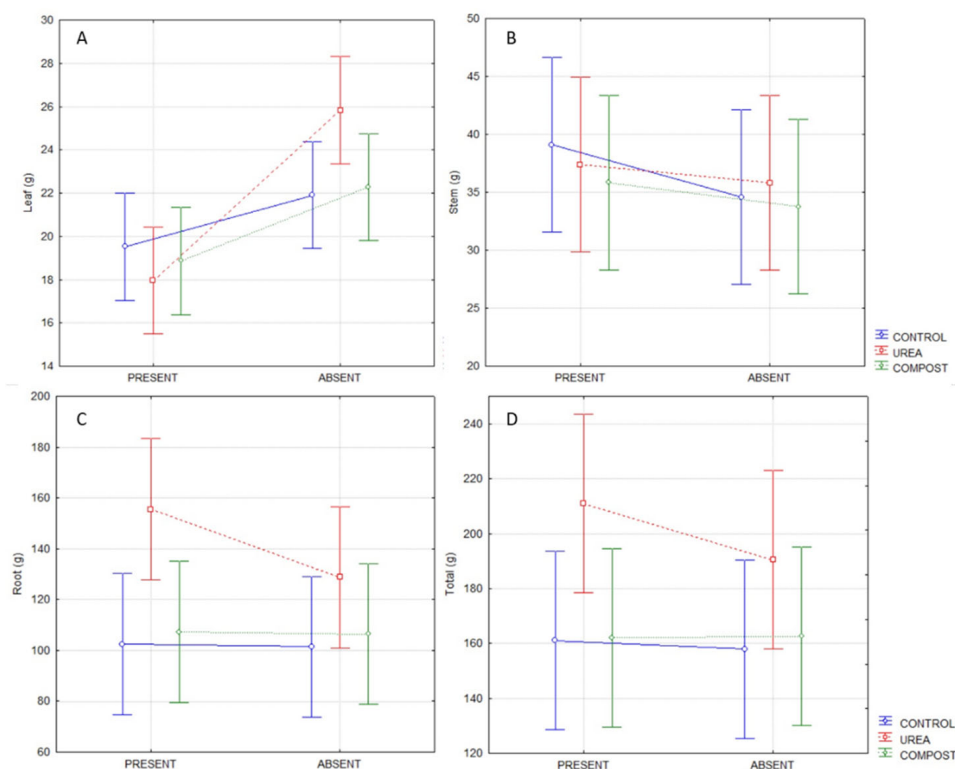 A
Leaf (g)
30
28
26
24
22
20
18
16
14
PRESENT ABSENT
B
Stem (g)
50
45
40
35
30
25
20
PRESENT ABSENT
CONTROL
UREA
COMPOST
C
Root (g)
200
180
160
140
120
100
80
60
PRESENT ABSENT
D
Total (g)
240
220
200
180
160
140
120
PRESENT ABSENT
CONTROL
UREA
COMPOST